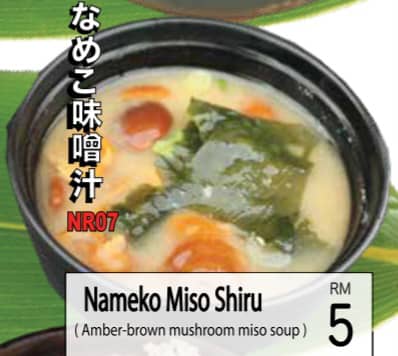 なめこ味噌汁
NR07
Nameko Miso Shiru
( Amber-brown mushroom miso soup )
RM
5